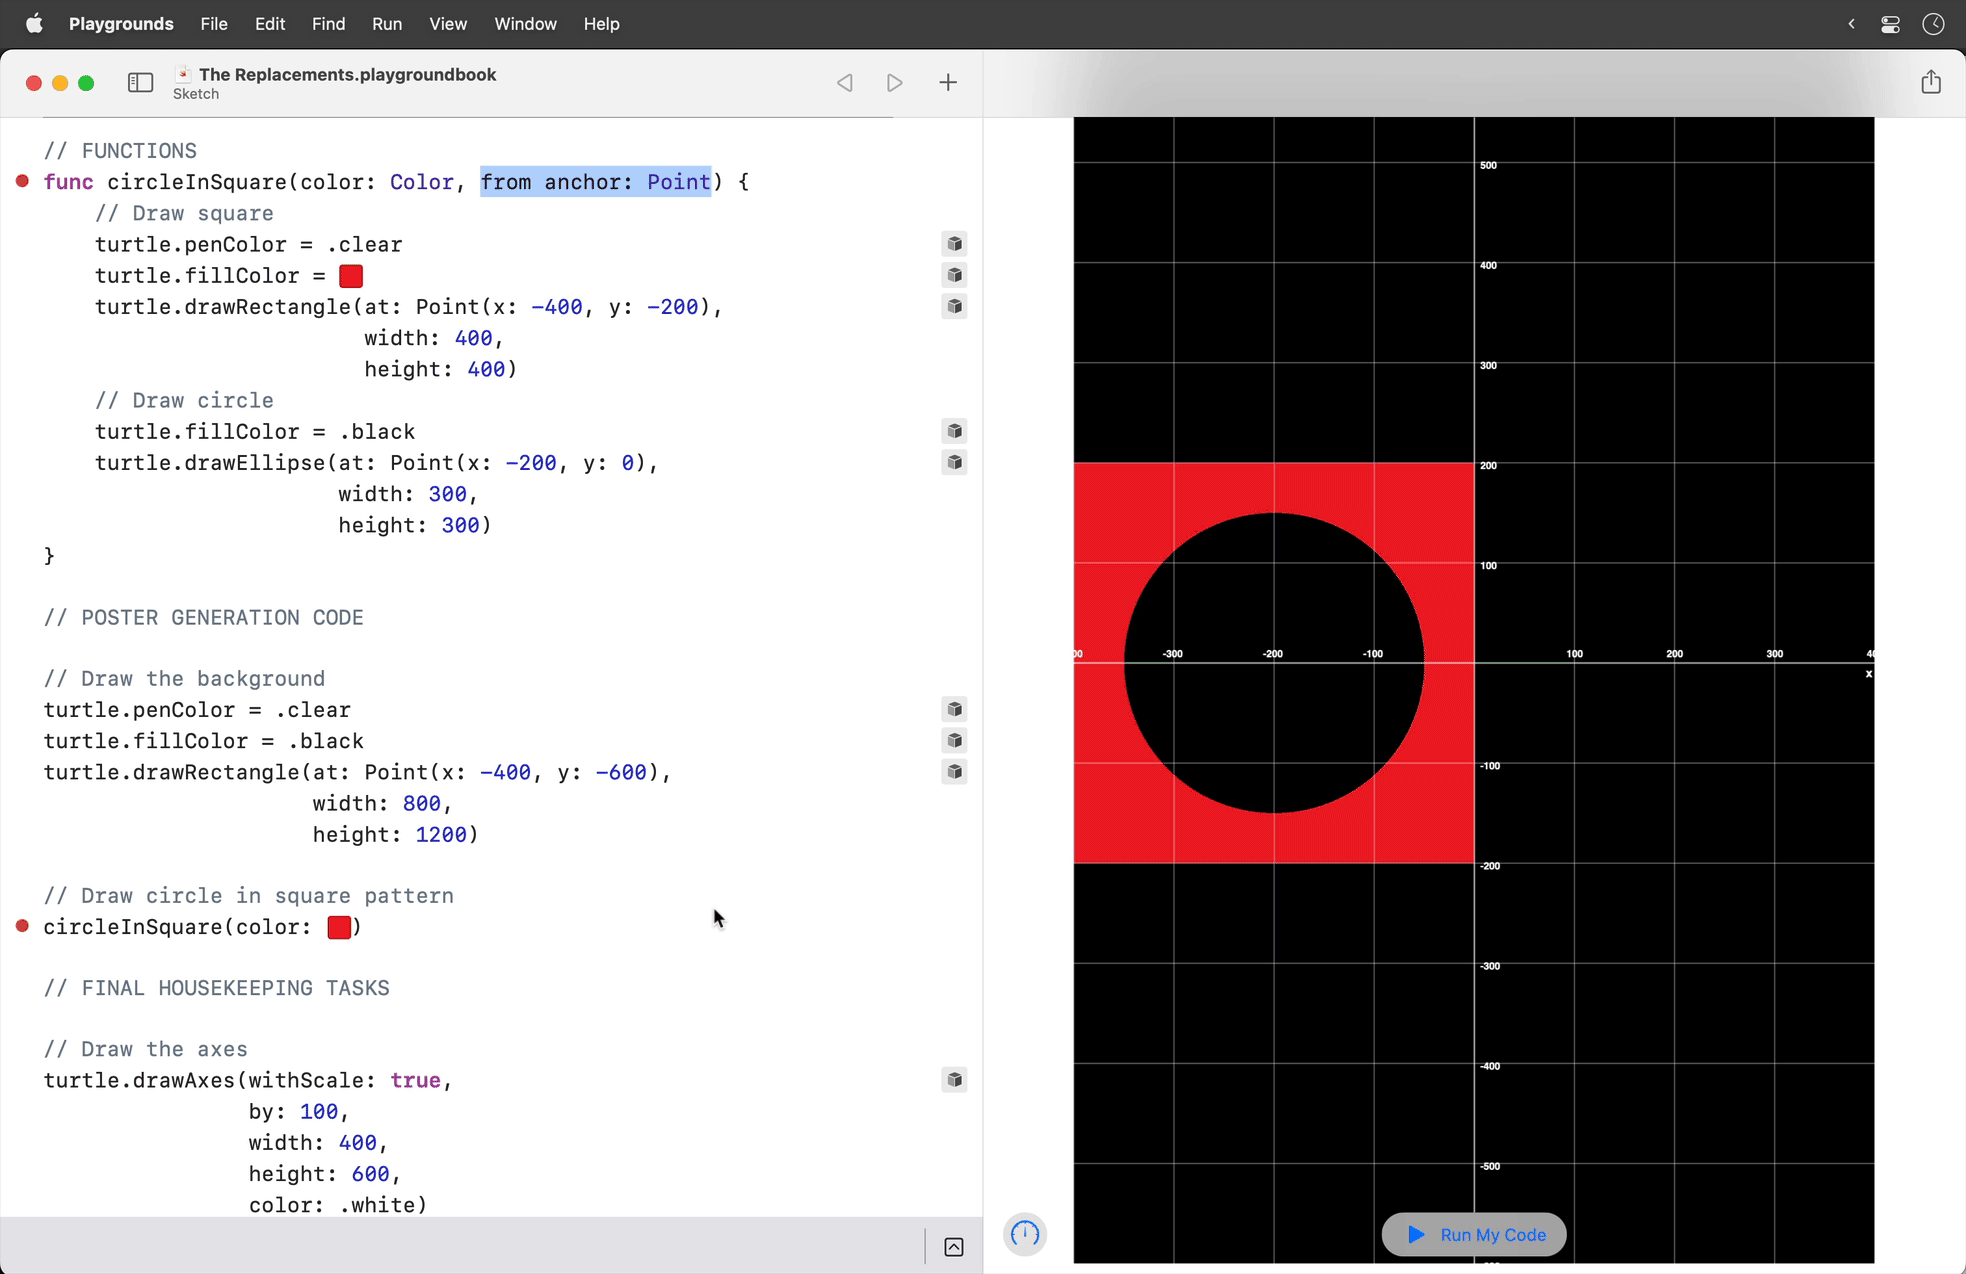 Playgrounds File Edit Find Run View Window Help
The Replacements.playgroundbook
Sketch
// FUNCTIONS
func circleInSquare(color: Color, from anchor: Point) {
// Draw square
turtle.penColor = .clear
turtle.fillColor =
turtle.drawRectangle(at: Point(x: -400, y: -200),
width: 400,
height: 400)
// Draw circle
turtle.fillColor = .black
turtle.drawEllipse(at: Point(x: -200, y: 0),
width: 300,
height: 300)
}
// POSTER GENERATION CODE
// Draw the background
turtle.penColor = .clear
turtle.fillColor = .black
turtle.drawRectangle(at: Point(x: -400, y: -600),
width: 800,
height: 1200)
// Draw circle in square pattern
circleInSquare(color: )
// FINAL HOUSEKEEPING TASKS
// Draw the axes
turtle.drawAxes(withScale: true,
by: 100,
width: 400,
height: 600,
color: .white)
500
400
300
200
100
00 -300 -200 -100 100 200 300 40
x
-100
-200
-300
-400
-500
Run My Code